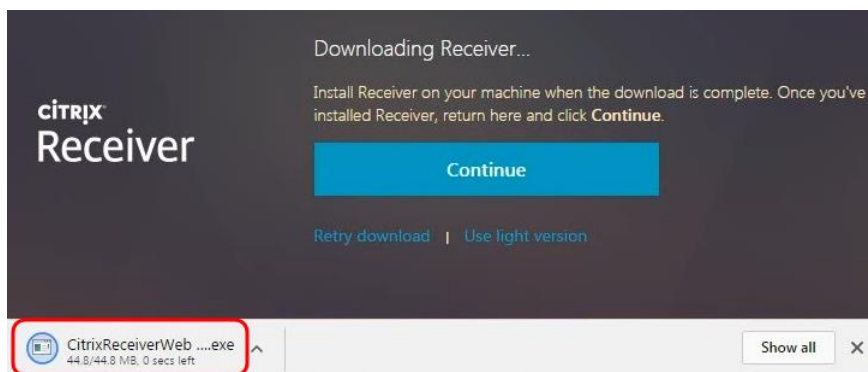 Downloading Receiver...
Install Receiver on your machine when the download is complete. Once you've
installed Receiver, return here and click Continue.
CİTRIX
Receiver
Continue
Retry download | Use light version
CitrixReceiverWeb ....exe
44.8/44.8 MB, 0 secs left
Show all